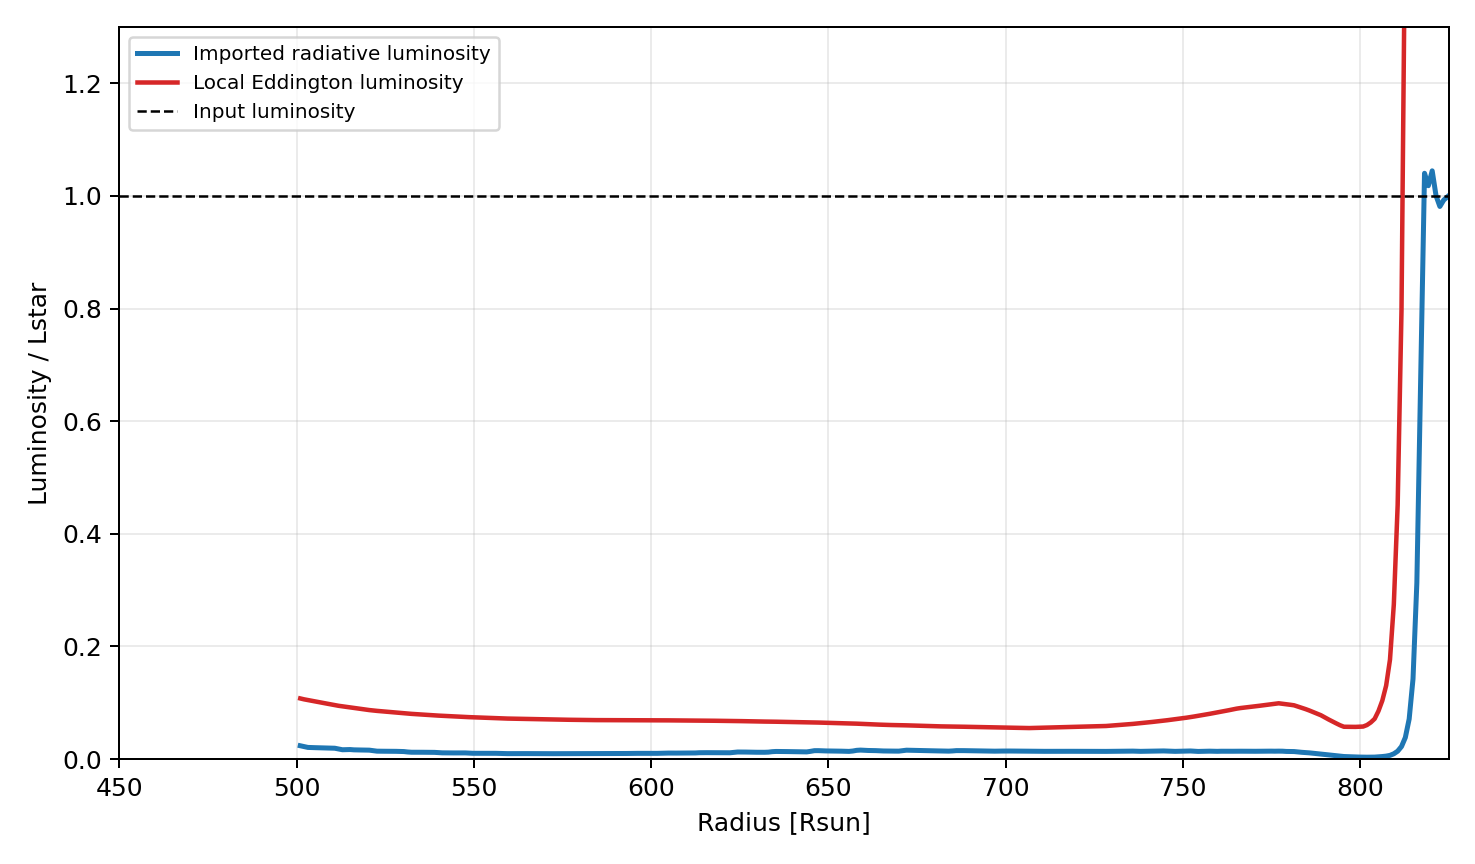 Imported radiative luminosity
Local Eddington luminosity
Input luminosity
Luminosity / Lstar
1.2
1.0
0.8
0.6
0.4
0.2
0.0
450 500 550 600 650 700 750 800
Radius [Rsun]